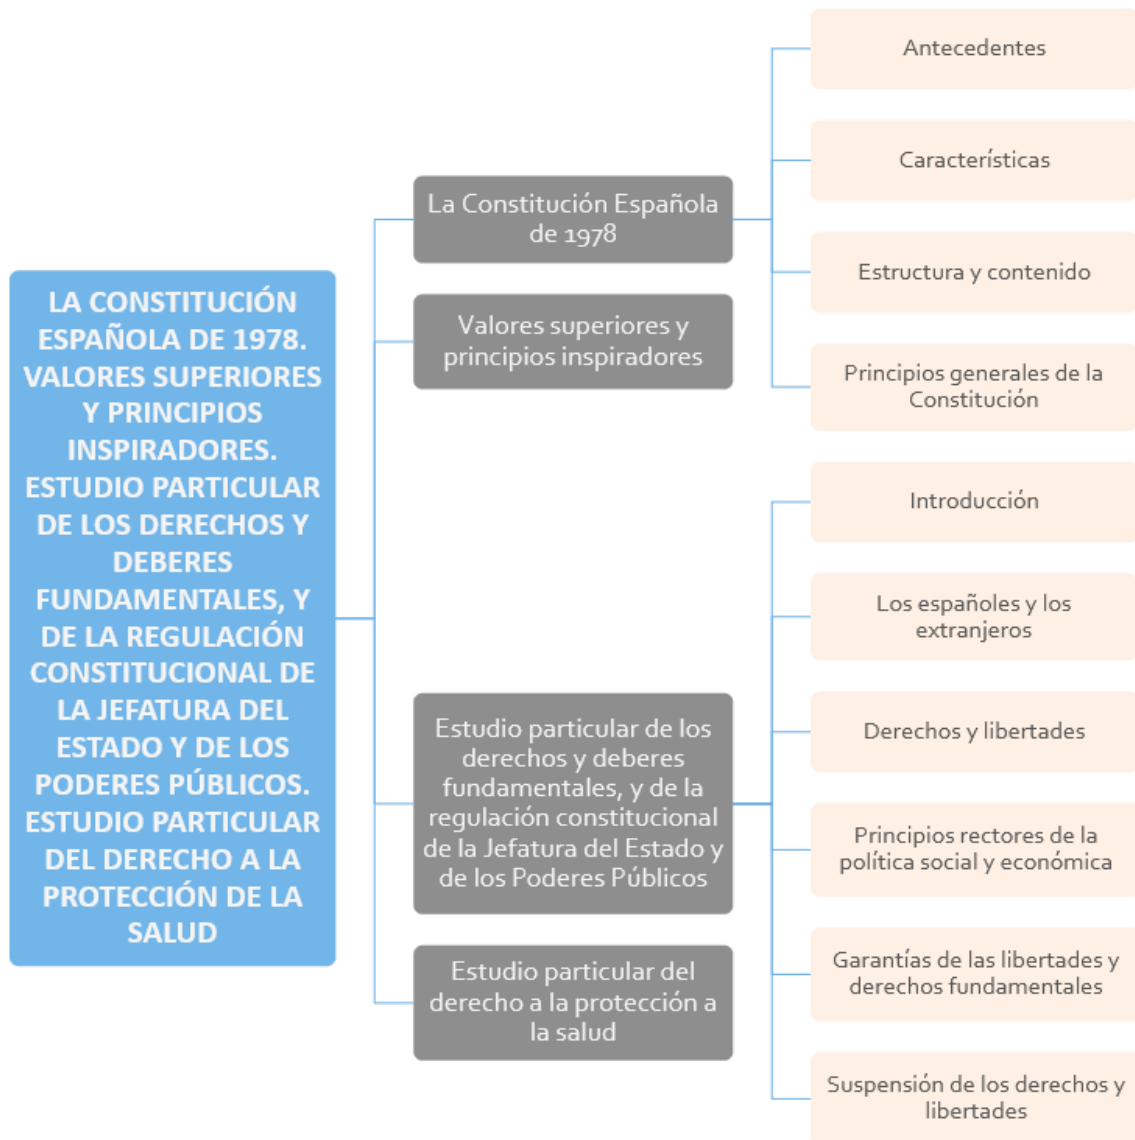 LA CONSTITUCIÓN
ESPAÑOLA DE 1978.
VALORES SUPERIORES
Y PRINCIPIOS
INSPIRADORES.
ESTUDIO PARTICULAR
DE LOS DERECHOS Y
DEBERES
FUNDAMENTALES, Y
DE LA REGULACIÓN
CONSTITUCIONAL DE
LA JEFATURA DEL
ESTADO Y DE LOS
PODERES PÚBLICOS.
ESTUDIO PARTICULAR
DEL DERECHO A LA
PROTECCIÓN DE LA
SALUD
La Constitución Española
de 1978
Antecedentes
Características
Estructura y contenido
Principios generales de la
Constitución
Valores superiores y
principios inspiradores
Estudio particular de los
derechos y deberes
fundamentales, y de la
regulación constitucional
de la Jefatura del Estado y
de los Poderes Públicos
Introducción
Los españoles y los
extranjeros
Derechos y libertades
Principios rectores de la
política social y económica
Garantías de las libertades y
derechos fundamentales
Suspensión de los derechos y
libertades
Estudio particular del
derecho a la protección a
la salud